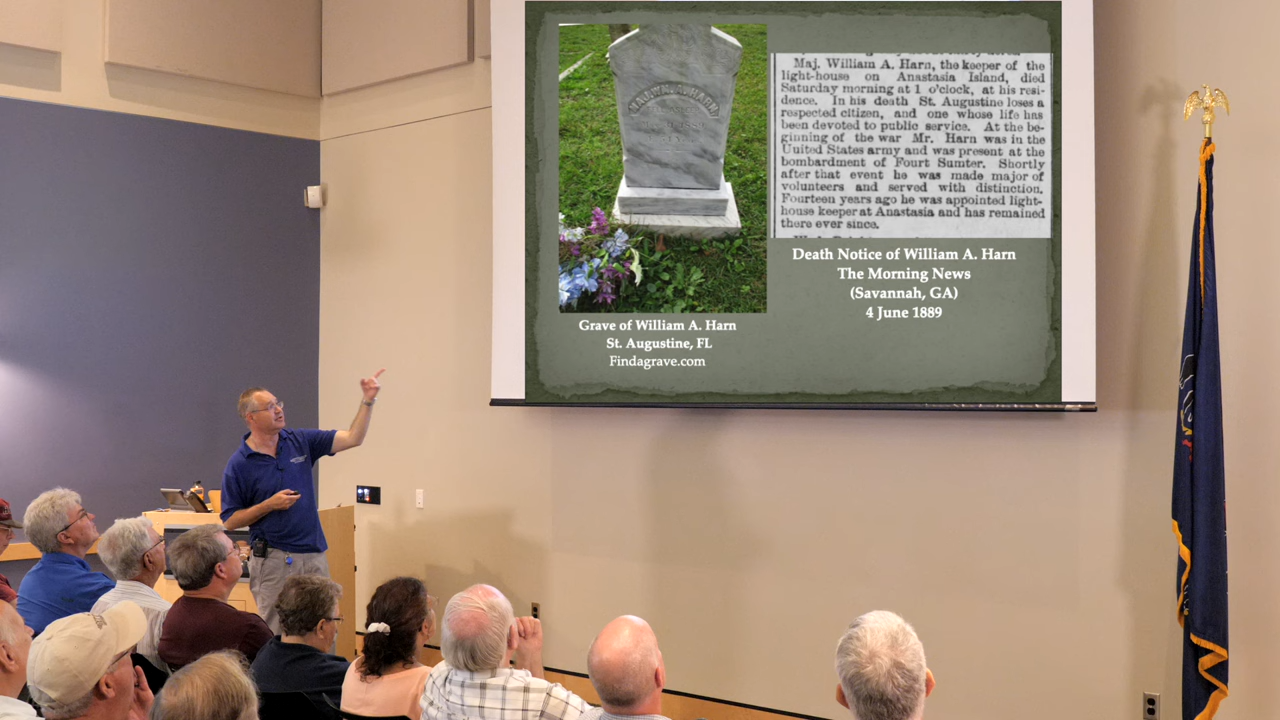 MAJ. WM. A. HARN
Maj. William A. Harn, the keeper of the
light-house on Anastasia Island, died
Saturday morning at 1 o'clock, at his resi-
dence. In his death St. Augustine loses a
respected citizen, and one whose life has
been devoted to public service. At the be-
ginning of the war Mr. Harn was in the
United States army and was present at the
bombardment of Fourt Sumter. Shortly
after that event he was made major of
volunteers and served with distinction.
Fourteen years ago he was appointed light-
house keeper at Anastasia and has remained
there ever since.
Grave of William A. Harn
St. Augustine, FL
Findagrave.com
Death Notice of William A. Harn
The Morning News
(Savannah, GA)
4 June 1889